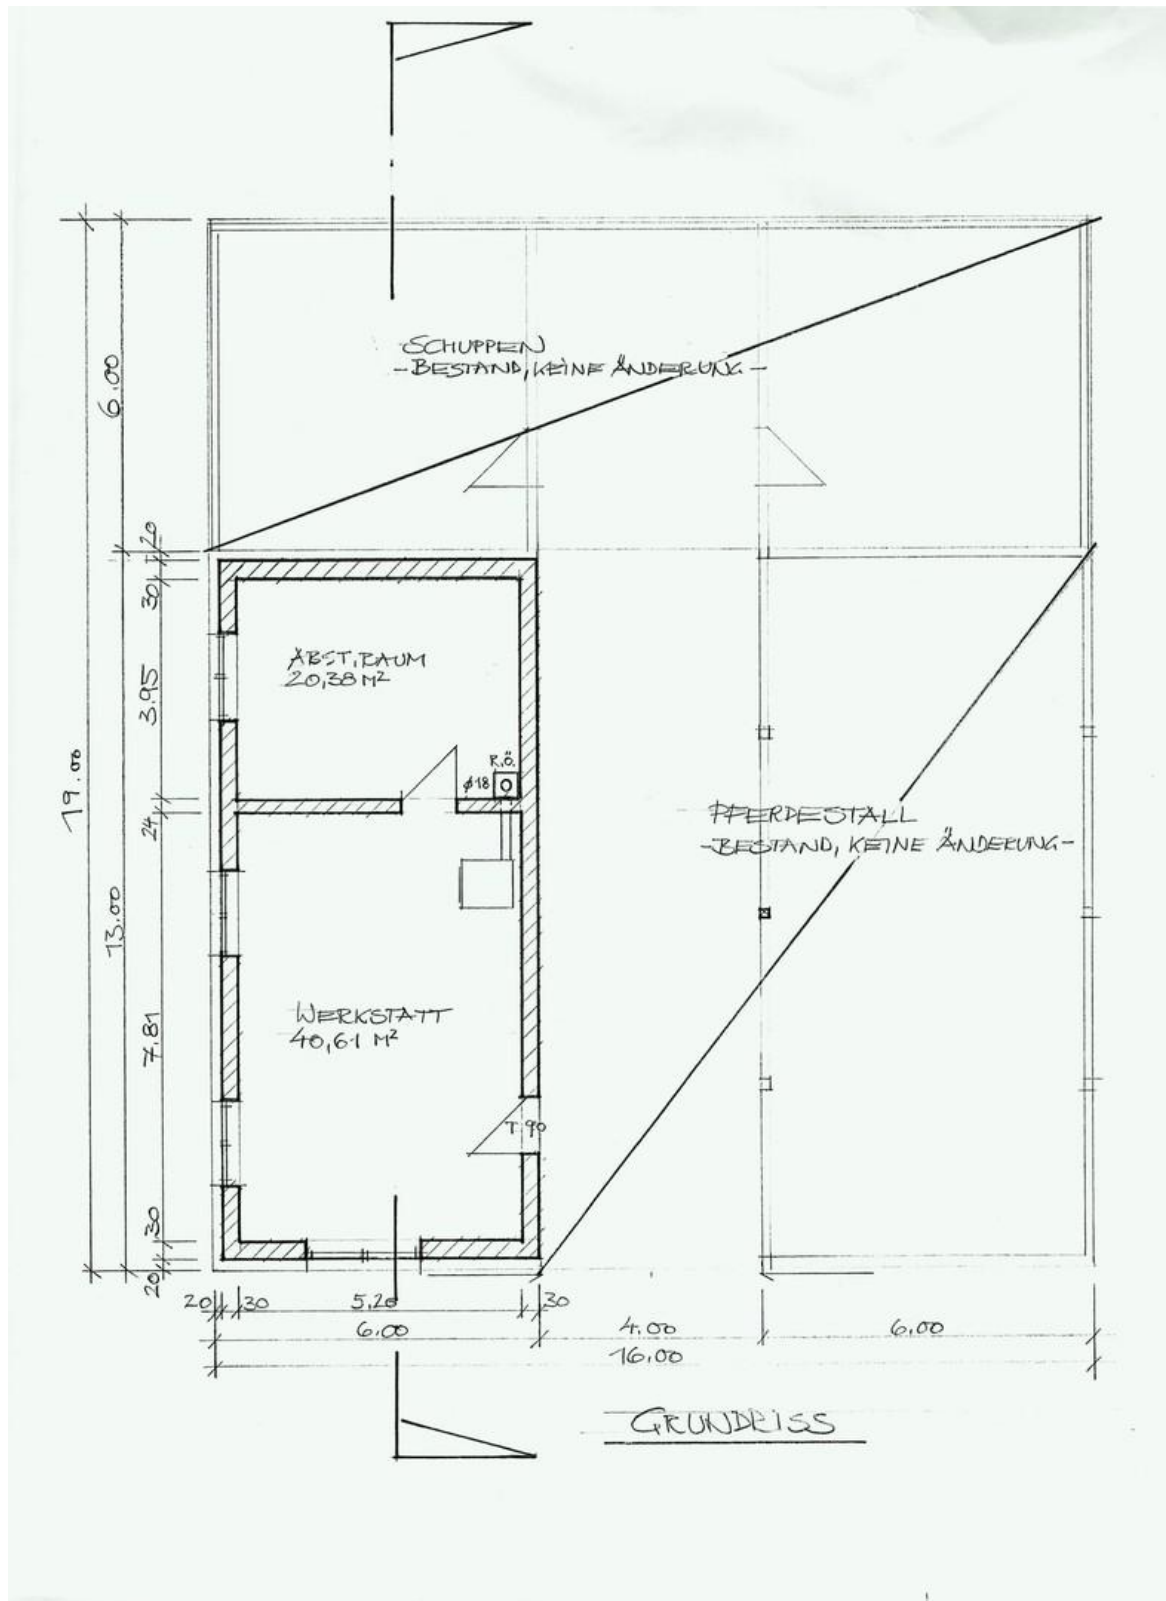 SCHUPPEN
-BESTAND, KEINE ÄNDERUNG-
6.00
20
30
ABST.RAUM
20,38 M²
3.95
R.Ö.
ϕ18
19.00
PFERDESTALL
-BESTAND, KEINE ÄNDERUNG-
24
13.00
WERKSTATT
40,61 M²
7.81
T 90
30
20
20 30 5,20 30
6.00 4.00 6.00
16.00
GRUNDRISS